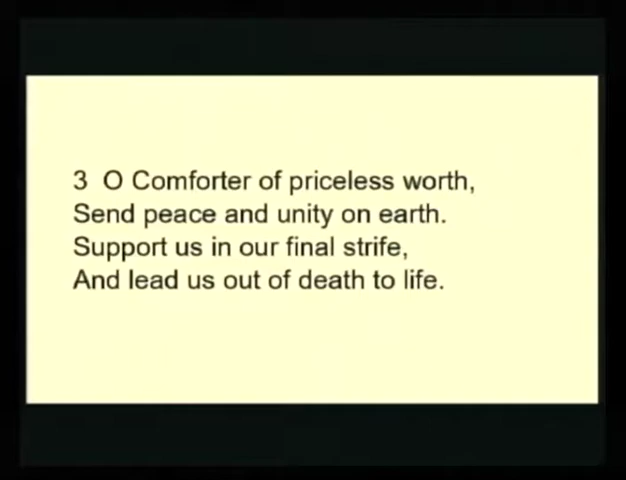 3 O Comforter of priceless worth,
Send peace and unity on earth.
Support us in our final strife,
And lead us out of death to life.